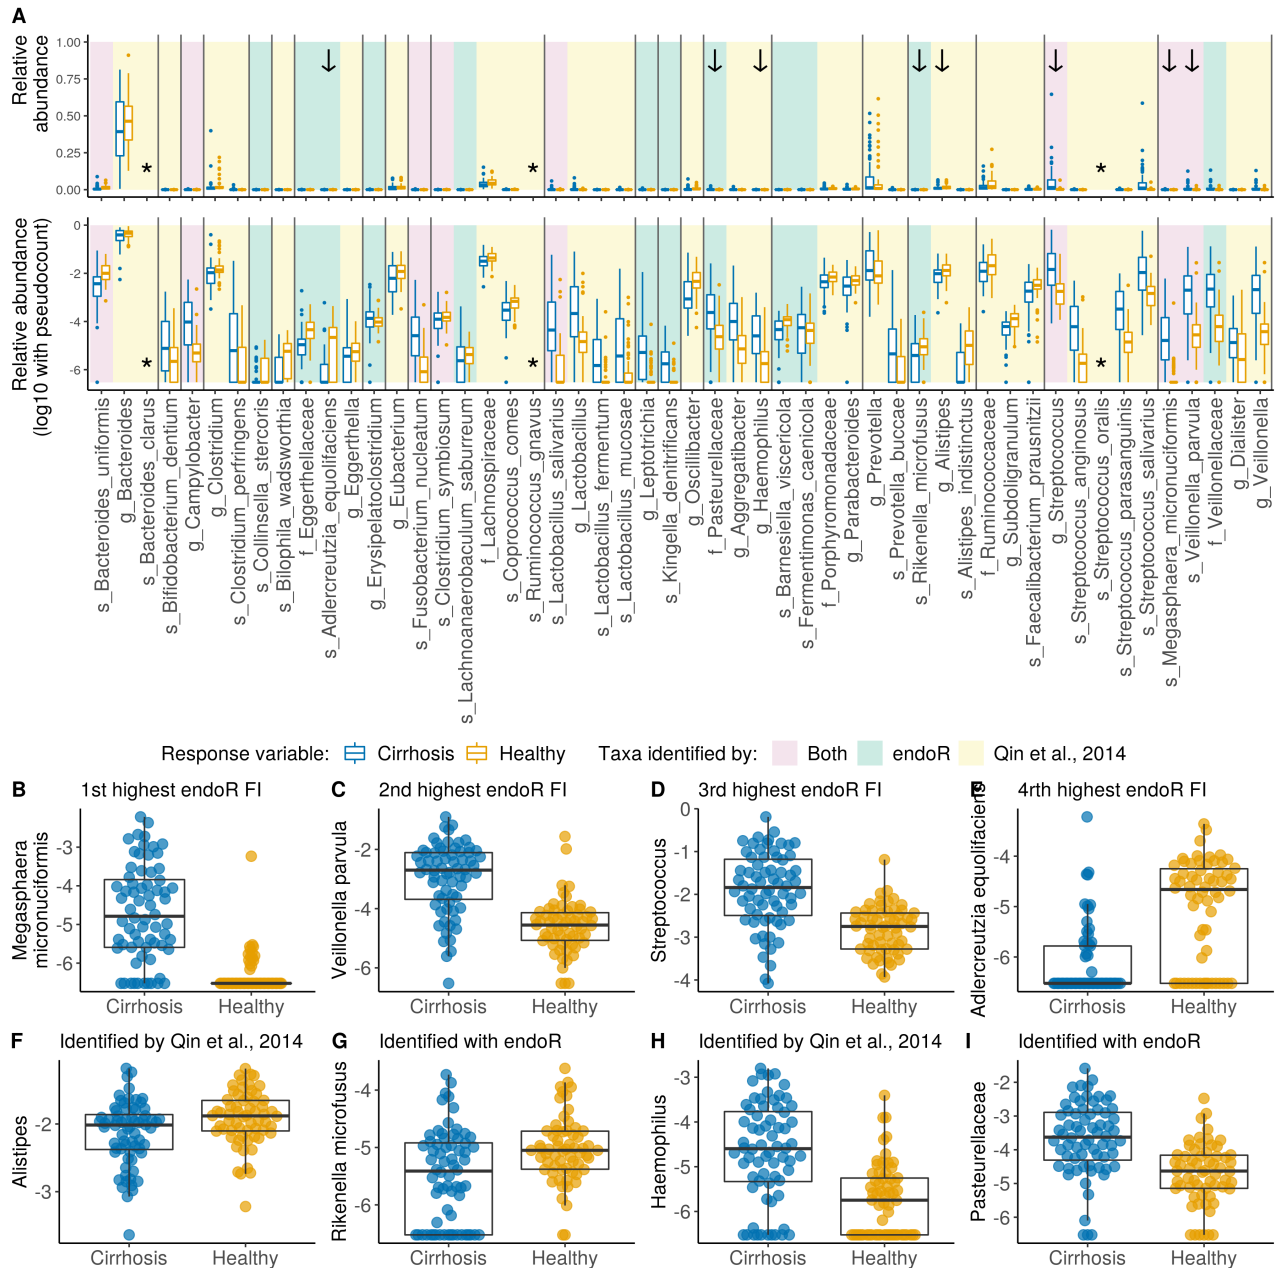 A
Relative
abundance
1.00
0.75
0.50
0.25
0.00
*
*
*
Relative abundance
(log10 with pseudocount)
0
-2
-4
-6
*
*
*
s_Bacteroides_uniformis
g_Bacteroides
s_Bacteroides_clarus
s_Bifidobacterium_dentium
g_Campylobacter
g_Clostridium
s_Clostridium_perfringens
s_Collinsella_stercoris
s_Bilophila_wadsworthia
f_Eggerthellaceae
s_Adlercreutzia_equolifaciens
g_Eggerthella
g_Erysipelatoclostridium
g_Eubacterium
s_Fusobacterium_nucleatum
s_Clostridium_symbiosum
s_Lachnoanaerobaculum_saburreum
f_Lachnospiraceae
s_Coprococcus_comes
s_Ruminococcus_gnavus
s_Lactobacillus_salivarius
g_Lactobacillus
s_Lactobacillus_fermentum
s_Lactobacillus_mucosae
g_Leptotrichia
s_Kingella_denitrificans
g_Oscillibacter
f_Pasteurellaceae
g_Aggregatibacter
g_Haemophilus
s_Barnesiella_viscericola
s_Fermentimonas_caenicola
f_Porphyromonadaceae
g_Parabacteroides
g_Prevotella
s_Prevotella_buccae
s_Rikenella_microfusus
g_Alistipes
s_Alistipes_indistinctus
f_Ruminococcaceae
g_Subdoligranulum
s_Faecalibacterium_prausnitzii
g_Streptococcus
s_Streptococcus_anginosus
s_Streptococcus_oralis
s_Streptococcus_parasanguinis
s_Streptococcus_salivarius
s_Megasphaera_micronuciformis
s_Veillonella_parvula
f_Veillonellaceae
g_Dialister
g_Veillonella
Response variable: Cirrhosis Healthy Taxa identified by: Both endoR Qin et al., 2014
B 1st highest endoR FI
Megasphaera
micronuciformis
-3
-4
-5
-6
Cirrhosis Healthy
C 2nd highest endoR FI
Veillonella parvula
-2
-4
-6
Cirrhosis Healthy
D 3rd highest endoR FI
Streptococcus
0
-1
-2
-3
-4
Cirrhosis Healthy
E 4rth highest endoR FI
Adlercreutzia equolifaciens
-4
-5
-6
Cirrhosis Healthy
F Identified by Qin et al., 2014
Alistipes
-2
-3
Cirrhosis Healthy
G Identified with endoR
Rikenella microfusus
-4
-5
-6
Cirrhosis Healthy
H Identified by Qin et al., 2014
Haemophilus
-3
-4
-5
-6
Cirrhosis Healthy
I Identified with endoR
Pasteurellaceae
-2
-3
-4
-5
-6
Cirrhosis Healthy